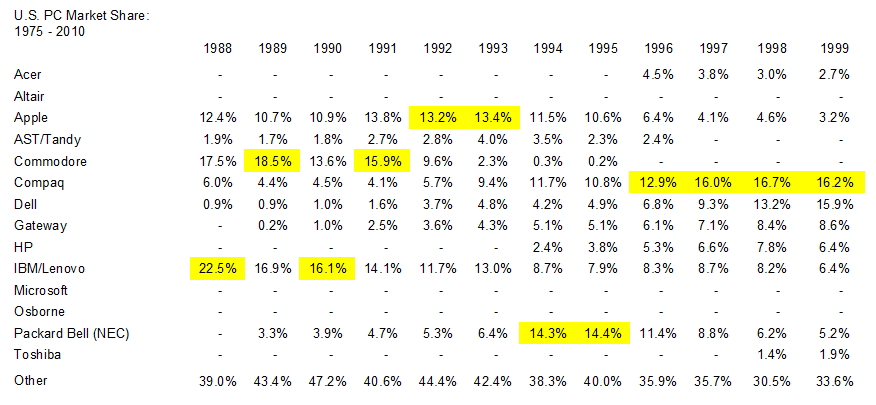 U.S. PC Market Share:
1975 - 2010
1988 1989 1990 1991 1992 1993 1994 1995 1996 1997 1998 1999
Acer - - - - - - - - 4.5% 3.8% 3.0% 2.7%
Altair - - - - - - - - - - - -
Apple 12.4% 10.7% 10.9% 13.8% 13.2% 13.4% 11.5% 10.6% 6.4% 4.1% 4.6% 3.2%
AST/Tandy 1.9% 1.7% 1.8% 2.7% 2.8% 4.0% 3.5% 2.3% 2.4% - - -
Commodore 17.5% 18.5% 13.6% 15.9% 9.6% 2.3% 0.3% 0.2% - - - -
Compaq 6.0% 4.4% 4.5% 4.1% 5.7% 9.4% 11.7% 10.8% 12.9% 16.0% 16.7% 16.2%
Dell 0.9% 0.9% 1.0% 1.6% 3.7% 4.8% 4.2% 4.9% 6.8% 9.3% 13.2% 15.9%
Gateway - 0.2% 1.0% 2.5% 3.6% 4.3% 5.1% 5.1% 6.1% 7.1% 8.4% 8.6%
HP - - - - - - 2.4% 3.8% 5.3% 6.6% 7.8% 6.4%
IBM/Lenovo 22.5% 16.9% 16.1% 14.1% 11.7% 13.0% 8.7% 7.9% 8.3% 8.7% 8.2% 6.4%
Microsoft - - - - - - - - - - - -
Osborne - - - - - - - - - - - -
Packard Bell (NEC) - 3.3% 3.9% 4.7% 5.3% 6.4% 14.3% 14.4% 11.4% 8.8% 6.2% 5.2%
Toshiba - - - - - - - - - - 1.4% 1.9%
Other 39.0% 43.4% 47.2% 40.6% 44.4% 42.4% 38.3% 40.0% 35.9% 35.7% 30.5% 33.6%